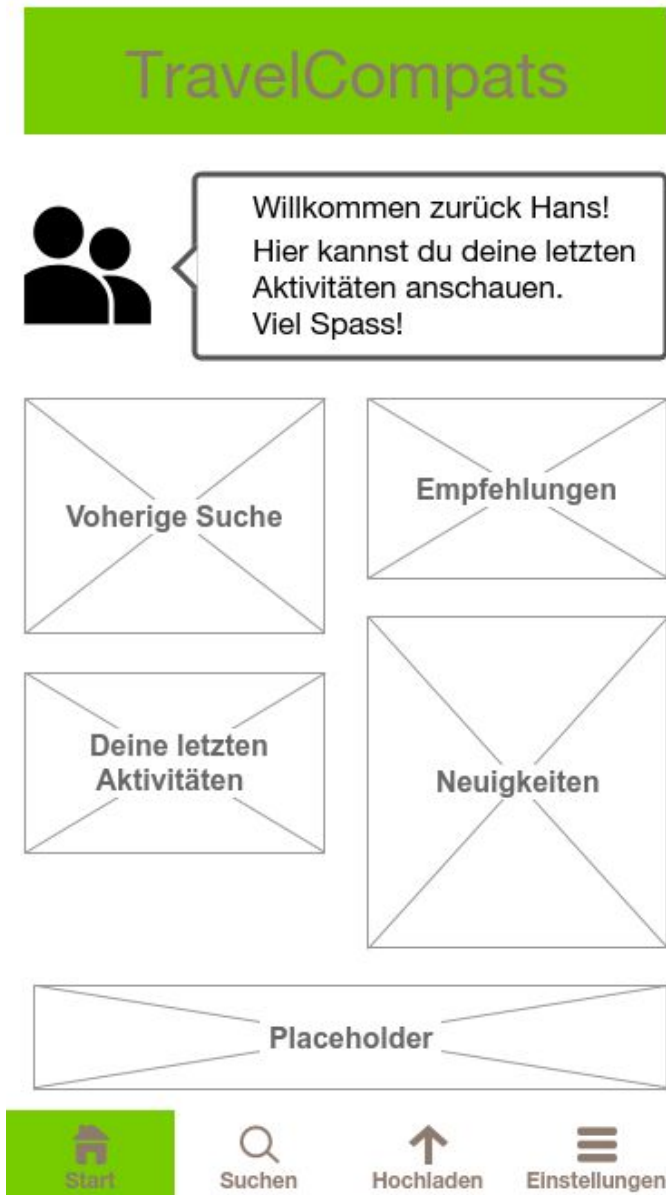 TravelCompats
Willkommen zurück Hans!
Hier kannst du deine letzten
Aktivitäten anschauen.
Viel Spass!
Voherige Suche
Empfehlungen
Deine letzten
Aktivitäten
Neuigkeiten
Placeholder
Start
Suchen
Hochladen
Einstellungen